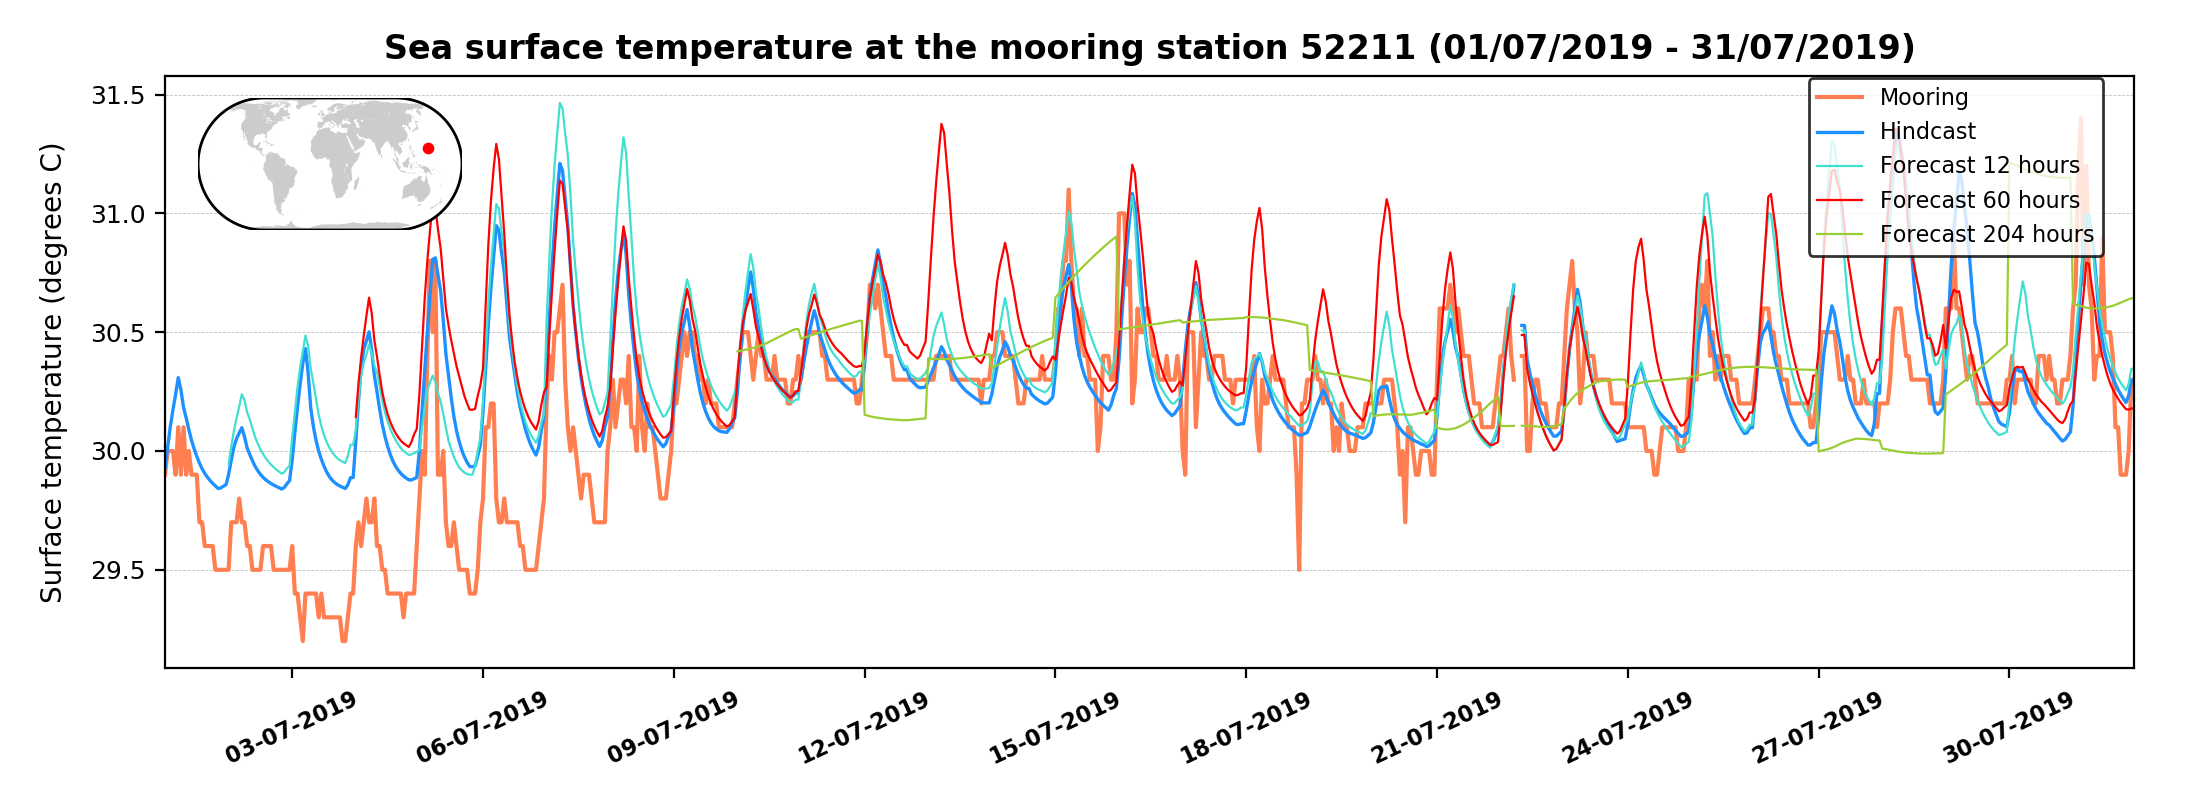 Sea surface temperature at the mooring station 52211 (01/07/2019 - 31/07/2019)
Surface temperature (degrees C)
31.5
31.0
30.5
30.0
29.5
Mooring
Hindcast
Forecast 12 hours
Forecast 60 hours
Forecast 204 hours
03-07-2019
06-07-2019
09-07-2019
12-07-2019
15-07-2019
18-07-2019
21-07-2019
24-07-2019
27-07-2019
30-07-2019